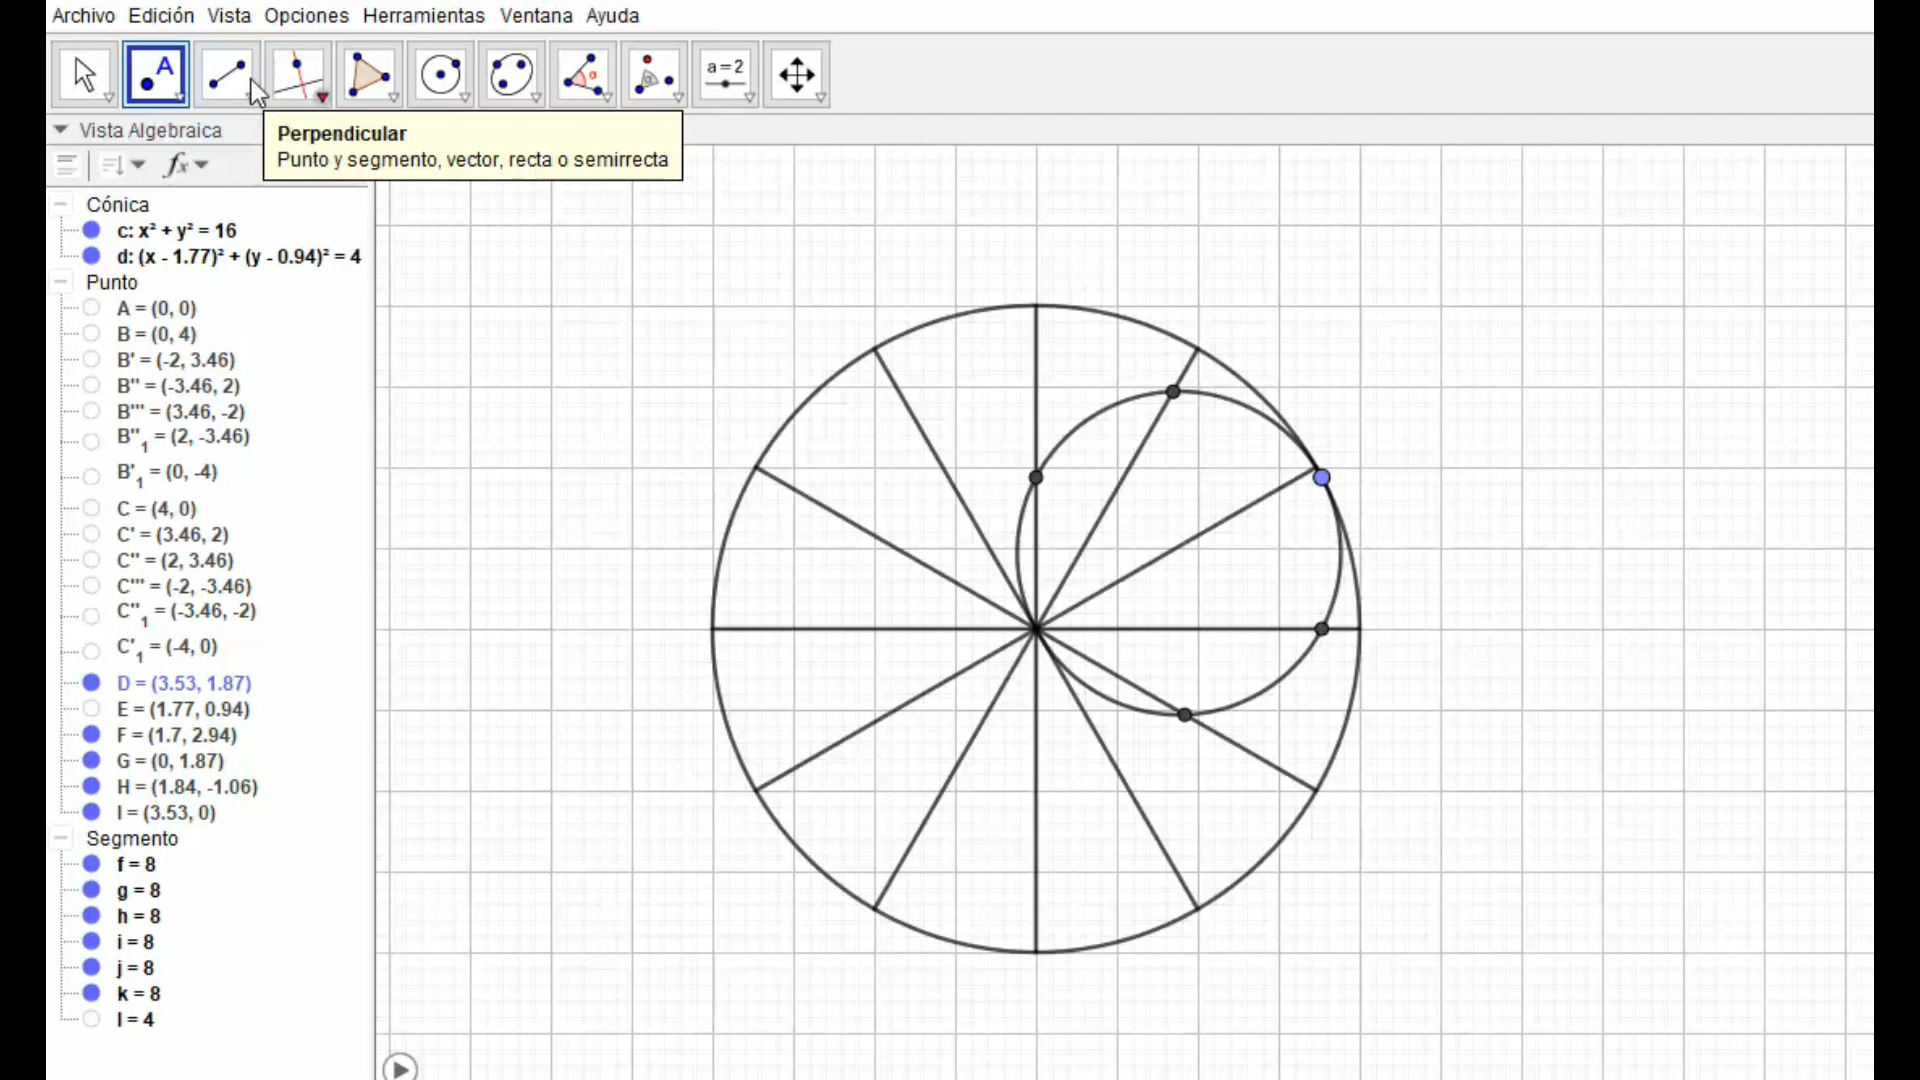 Archivo Edición Vista Opciones Herramientas Ventana Ayuda
A
α
a=2
Perpendicular
Punto y segmento, vector, recta o semirrecta
Vista Algebraica
fx
Cónica
c: x² + y² = 16
d: (x - 1.77)² + (y - 0.94)² = 4
Punto
A = (0, 0)
B = (0, 4)
B' = (-2, 3.46)
B'' = (-3.46, 2)
B''' = (3.46, -2)
B''₁ = (2, -3.46)
B'₁ = (0, -4)
C = (4, 0)
C' = (3.46, 2)
C'' = (2, 3.46)
C''' = (-2, -3.46)
C''₁ = (-3.46, -2)
C'₁ = (-4, 0)
D = (3.53, 1.87)
E = (1.77, 0.94)
F = (1.7, 2.94)
G = (0, 1.87)
H = (1.84, -1.06)
I = (3.53, 0)
Segmento
f = 8
g = 8
h = 8
i = 8
j = 8
k = 8
l = 4